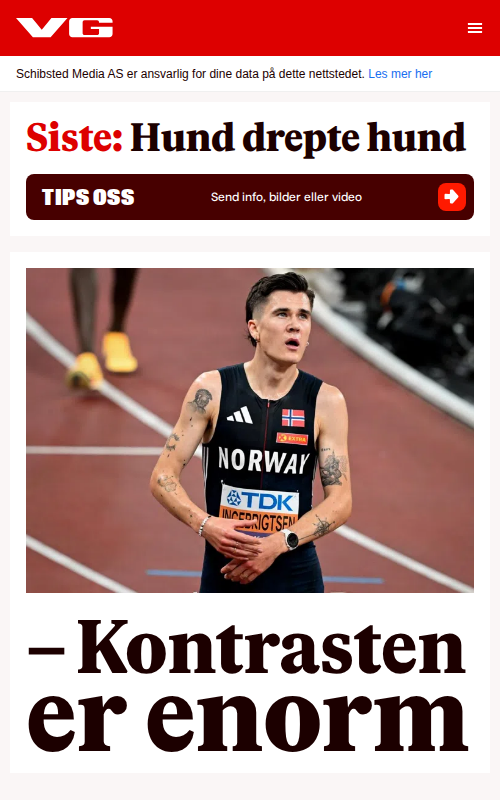 VG
Schibsted Media AS er ansvarlig for dine data på dette nettstedet. Les mer her
Siste: Hund drepte hund
TIPS OSS
Send info, bilder eller video
EXTRA
NORWAY
TDK
INGEBRIGTSEN
– Kontrasten
er enorm